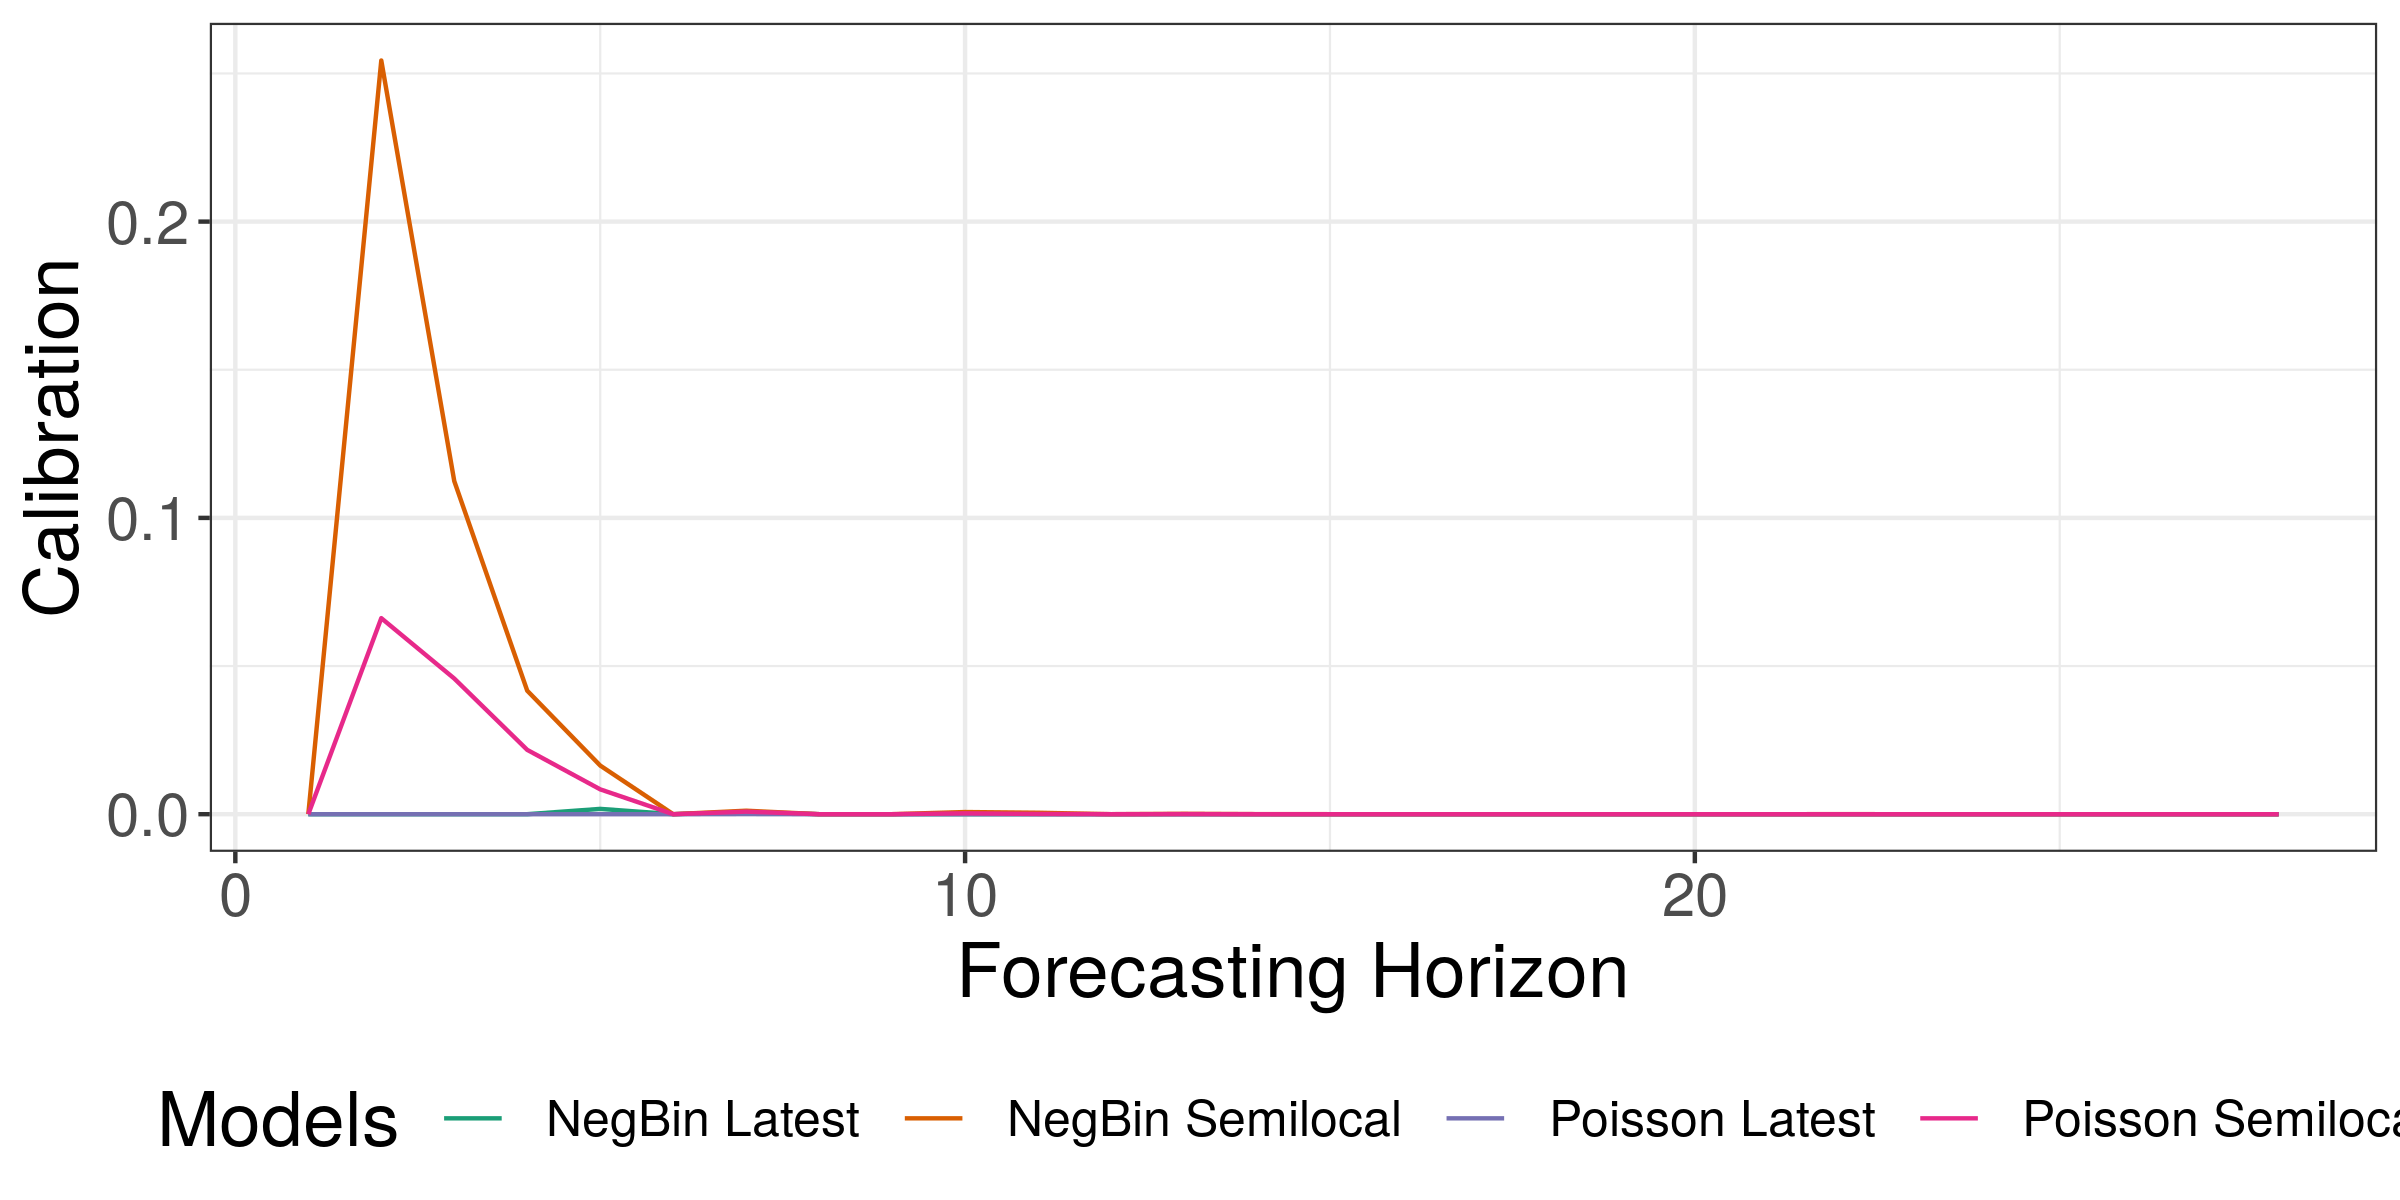 Calibration
0.2
0.1
0.0
0 10 20
Forecasting Horizon
Models NegBin Latest NegBin Semilocal Poisson Latest Poisson